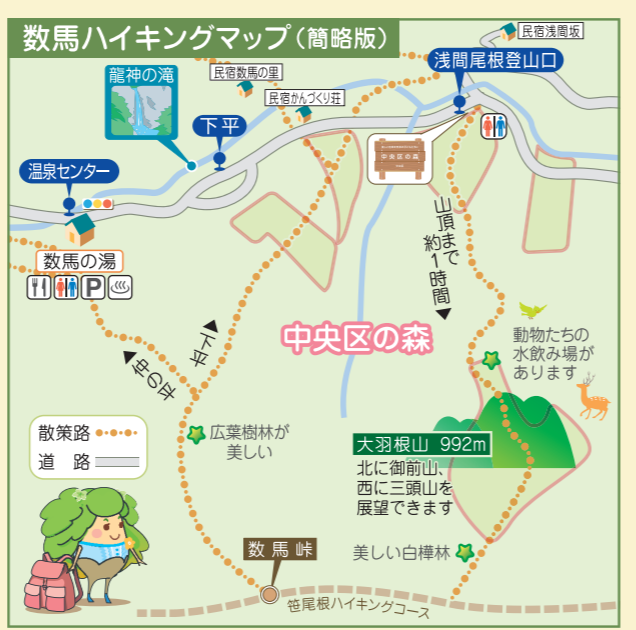 数馬ハイキングマップ（簡略版）
民宿浅間坂
浅間尾根登山口
民宿数馬の里
龍神の滝
民宿かんづくり荘
下平
中央区の森
温泉センター
数馬の湯
P
山頂まで
約1時間
中央区の森
動物たちの
水飲み場が
あります
散策路
道 路
広葉樹林が
美しい
大羽根山 992m
北に御前山、
西に三頭山を
展望できます
数馬峠
美しい白樺林
笹尾根ハイキングコース